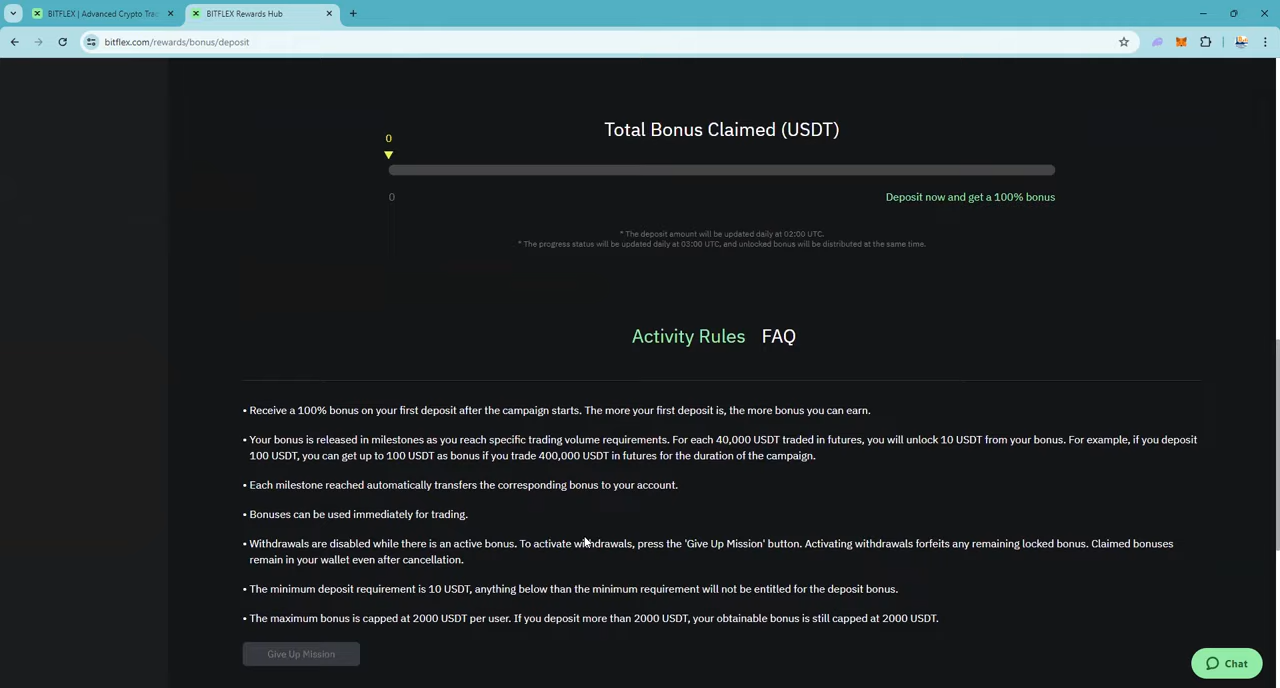 BITFLEX | Advanced Crypto Trac
BITFLEX Rewards Hub
bitflex.com/rewards/bonus/deposit
Total Bonus Claimed (USDT)
0
0
Deposit now and get a 100% bonus
* The deposit amount will be updated daily at 02:00 UTC.
* The progress status will be updated daily at 03:00 UTC, and unlocked bonus will be distributed at the same time.
Activity Rules FAQ
• Receive a 100% bonus on your first deposit after the campaign starts. The more your first deposit is, the more bonus you can earn.
• Your bonus is released in milestones as you reach specific trading volume requirements. For each 40,000 USDT traded in futures, you will unlock 10 USDT from your bonus. For example, if you deposit
100 USDT, you can get up to 100 USDT as bonus if you trade 400,000 USDT in futures for the duration of the campaign.
• Each milestone reached automatically transfers the corresponding bonus to your account.
• Bonuses can be used immediately for trading.
• Withdrawals are disabled while there is an active bonus. To activate withdrawals, press the 'Give Up Mission' button. Activating withdrawals forfeits any remaining locked bonus. Claimed bonuses
remain in your wallet even after cancellation.
• The minimum deposit requirement is 10 USDT, anything below than the minimum requirement will not be entitled for the deposit bonus.
• The maximum bonus is capped at 2000 USDT per user. If you deposit more than 2000 USDT, your obtainable bonus is still capped at 2000 USDT.
Give Up Mission
Chat